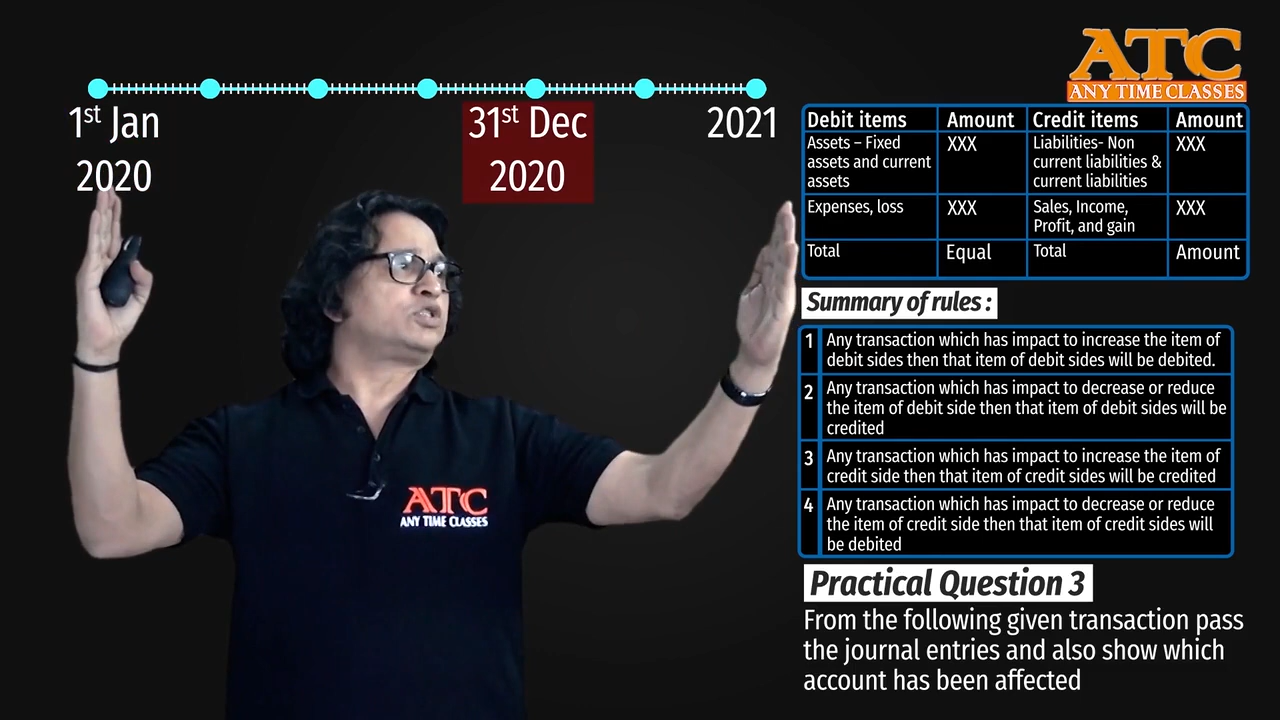 ATC
ANY TIME CLASSES
1st Jan
2020
31st Dec
2020
2021
Debit items Amount Credit items Amount
Assets – Fixed
assets and current
assets
XXX
Liabilities- Non
current liabilities &
current liabilities
XXX
Expenses, loss
XXX
Sales, Income,
Profit, and gain
XXX
Total Equal Total Amount
Summary of rules :
1 Any transaction which has impact to increase the item of
debit sides then that item of debit sides will be debited.
2 Any transaction which has impact to decrease or reduce
the item of debit side then that item of debit sides will be
credited
3 Any transaction which has impact to increase the item of
credit side then that item of credit sides will be credited
4 Any transaction which has impact to decrease or reduce
the item of credit side then that item of credit sides will
be debited
ATC
ANY TIME CLASSES
Practical Question 3
From the following given transaction pass
the journal entries and also show which
account has been affected